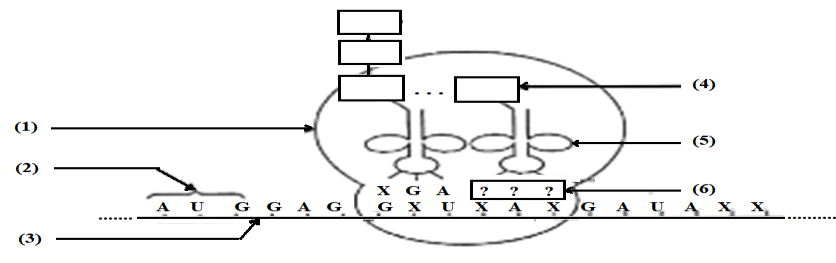 (4)
(1)
(5)
(2)
X G A ? ? ? (6)
...... A U G G A G G X U X A X G A U A X X ......
(3)